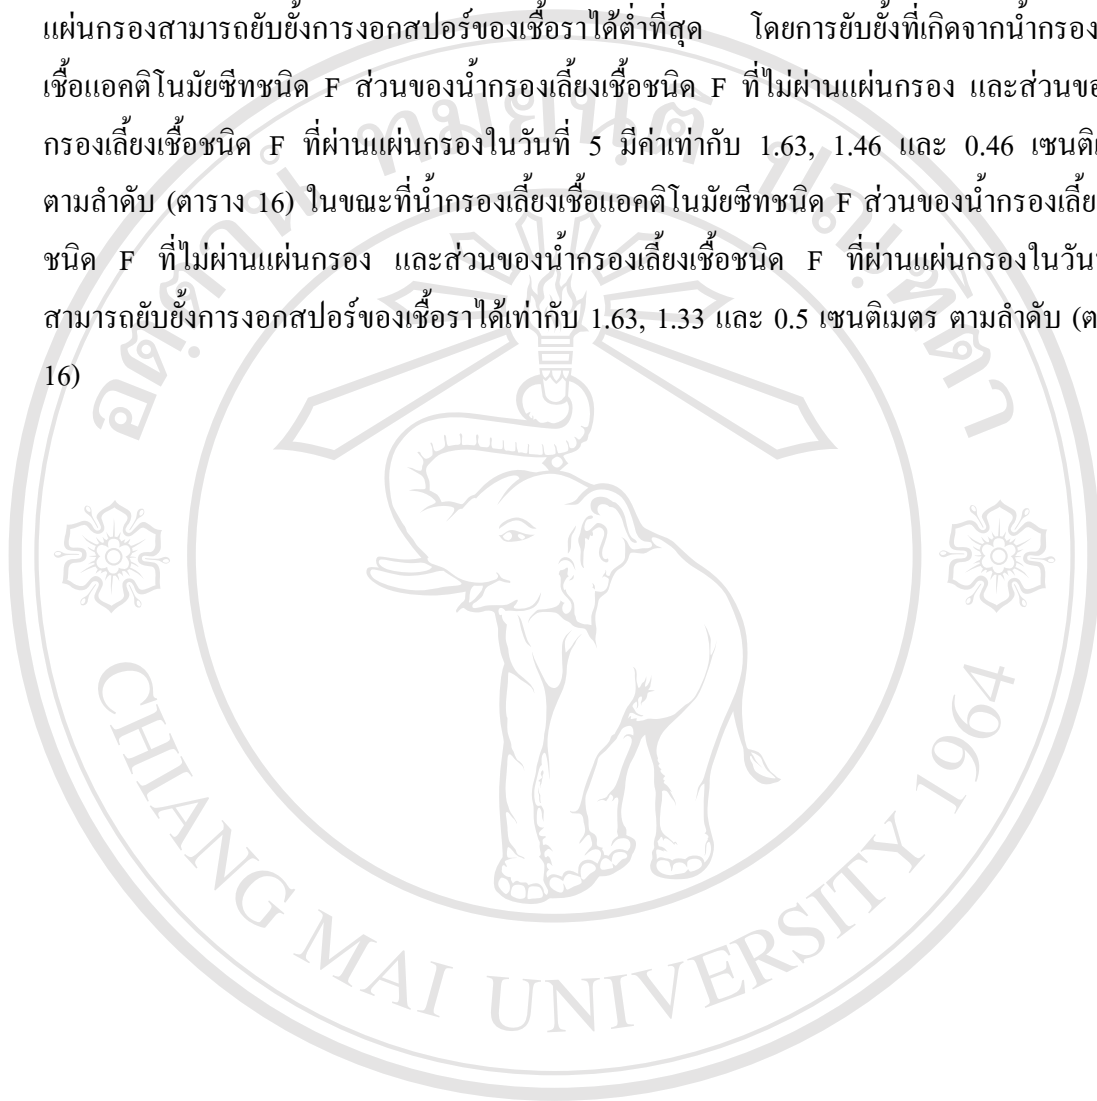 แผ่นกรองสามารถยับยั้งการงอกสปอร์ของเชื้อราได้ต่ำที่สุด โดยการยับยั้งที่เกิดจากน้ำกรอง
เชื้อแอคติโนมัยซีทชนิด F ส่วนของน้ำกรองเลี้ยงเชื้อชนิด F ที่ไม่ผ่านแผ่นกรอง และส่วนขอ
กรองเลี้ยงเชื้อชนิด F ที่ผ่านแผ่นกรองในวันที่ 5 มีค่าเท่ากับ 1.63, 1.46 และ 0.46 เซนติ
ตามลำดับ (ตาราง 16) ในขณะที่น้ำกรองเลี้ยงเชื้อแอคติโนมัยซีทชนิด F ส่วนของน้ำกรองเลี้ย
ชนิด F ที่ไม่ผ่านแผ่นกรอง และส่วนของน้ำกรองเลี้ยงเชื้อชนิด F ที่ผ่านแผ่นกรองในวัน
สามารถยับยั้งการงอกสปอร์ของเชื้อราได้เท่ากับ 1.63, 1.33 และ 0.5 เซนติเมตร ตามลำดับ (ต
16)
CHIANG MAI UNIVERSITY 1964